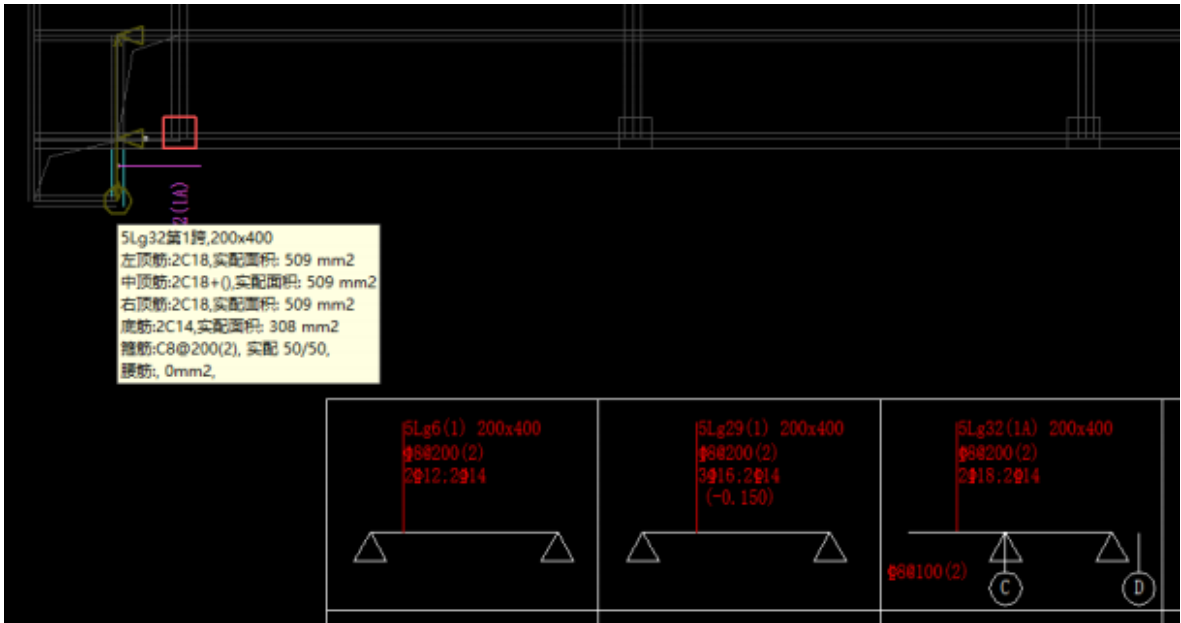 2(1A)
5Lg32第1跨,200x400
左顶筋:2C18,实配面积: 509 mm2
中顶筋:2C18+(),实配面积: 509 mm2
右顶筋:2C18,实配面积: 509 mm2
底筋:2C14,实配面积: 308 mm2
箍筋:C8@200(2), 实配 50/50,
腰筋:, 0mm2,
5Lg6(1) 200x400
ϕ8@200(2)
2ϕ12;2ϕ14
5Lg29(1) 200x400
ϕ8@200(2)
3ϕ16;2ϕ14
(-0.150)
5Lg32(1A) 200x400
ϕ8@200(2)
2ϕ18;2ϕ14
ϕ8@100(2)
C
D